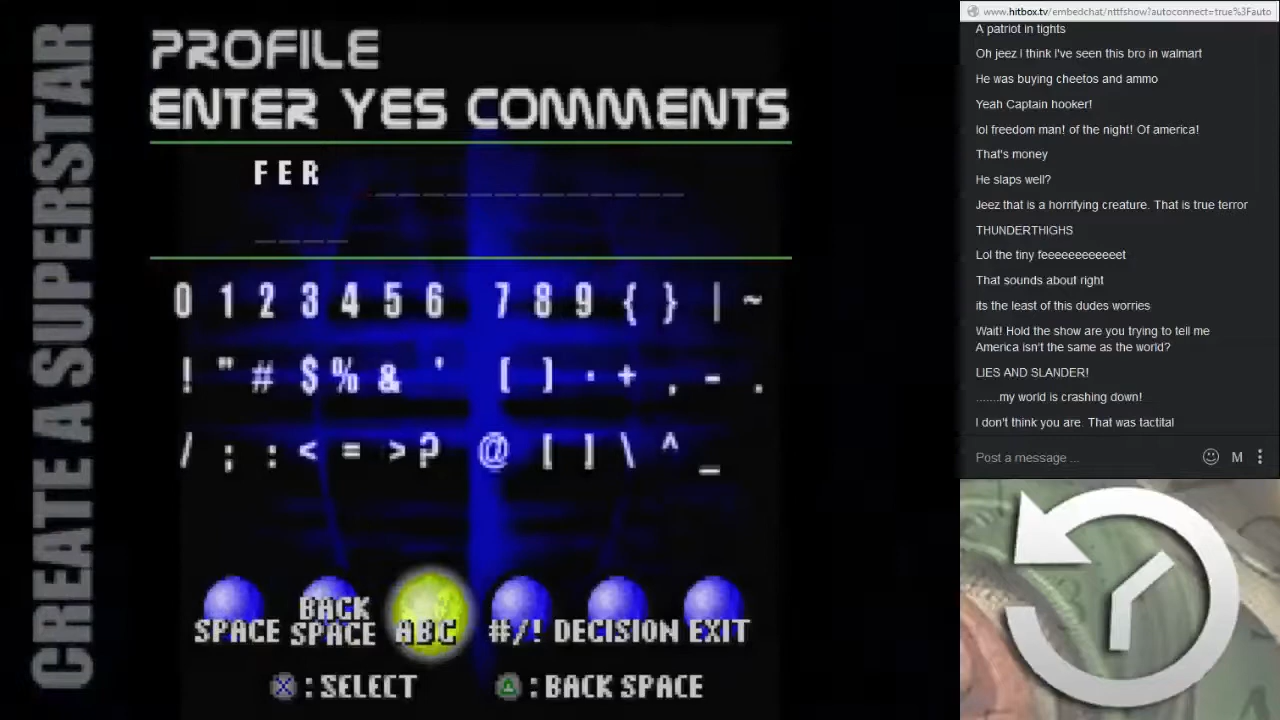 CREATE A SUPERSTAR
PROFILE
ENTER YES COMMENTS
FER
0 1 2 3 4 5 6 7 8 9 { } | ~
! " # $ % & ' [ ] · + , - .
/ ; : < = > ? @ [ ] \ ^ _
SPACE BACK SPACE ABC #/! DECISION EXIT
: SELECT : BACK SPACE
www.hitbox.tv/embedchat/nttfshow?autoconnect=true%3Fauto
A patriot in tights
Oh jeez I think I've seen this bro in walmart
He was buying cheetos and ammo
Yeah Captain hooker!
lol freedom man! of the night! Of america!
That's money
He slaps well?
Jeez that is a horrifying creature. That is true terror
THUNDERTHIGHS
Lol the tiny feeeeeeeeeeeet
That sounds about right
its the least of this dudes worries
Wait! Hold the show are you trying to tell me
America isn't the same as the world?
LIES AND SLANDER!
.......my world is crashing down!
I don't think you are. That was tactital
Post a message ...
M